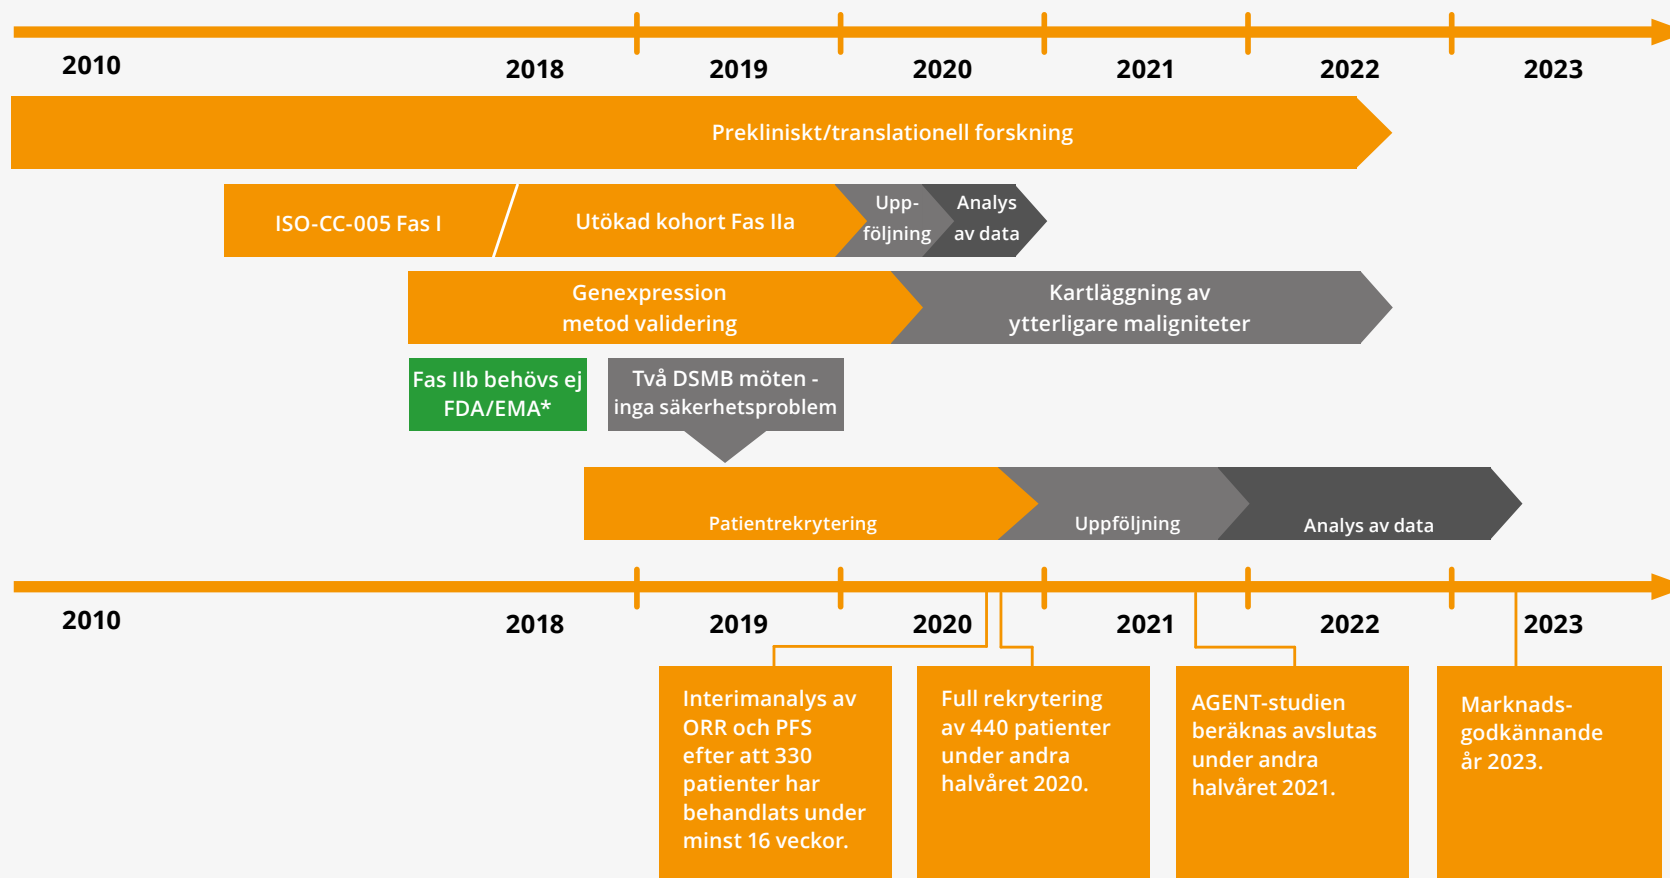 2010 2018 2019 2020 2021 2022 2023
Prekliniskt/translationell forskning
ISO-CC-005 Fas I
Utökad kohort Fas IIa
Upp-
följning
Analys
av data
Genexpression
metod validering
Kartläggning av
ytterligare maligniteter
Fas IIb behövs ej
FDA/EMA*
Två DSMB möten -
inga säkerhetsproblem
Patientrekrytering
Uppföljning
Analys av data
2010 2018 2019 2020 2021 2022 2023
Interimanalys av
ORR och PFS
efter att 330
patienter har
behandlats under
minst 16 veckor.
Full rekrytering
av 440 patienter
under andra
halvåret 2020.
AGENT-studien
beräknas avslutas
under andra
halvåret 2021.
Marknads-
godkännande
år 2023.